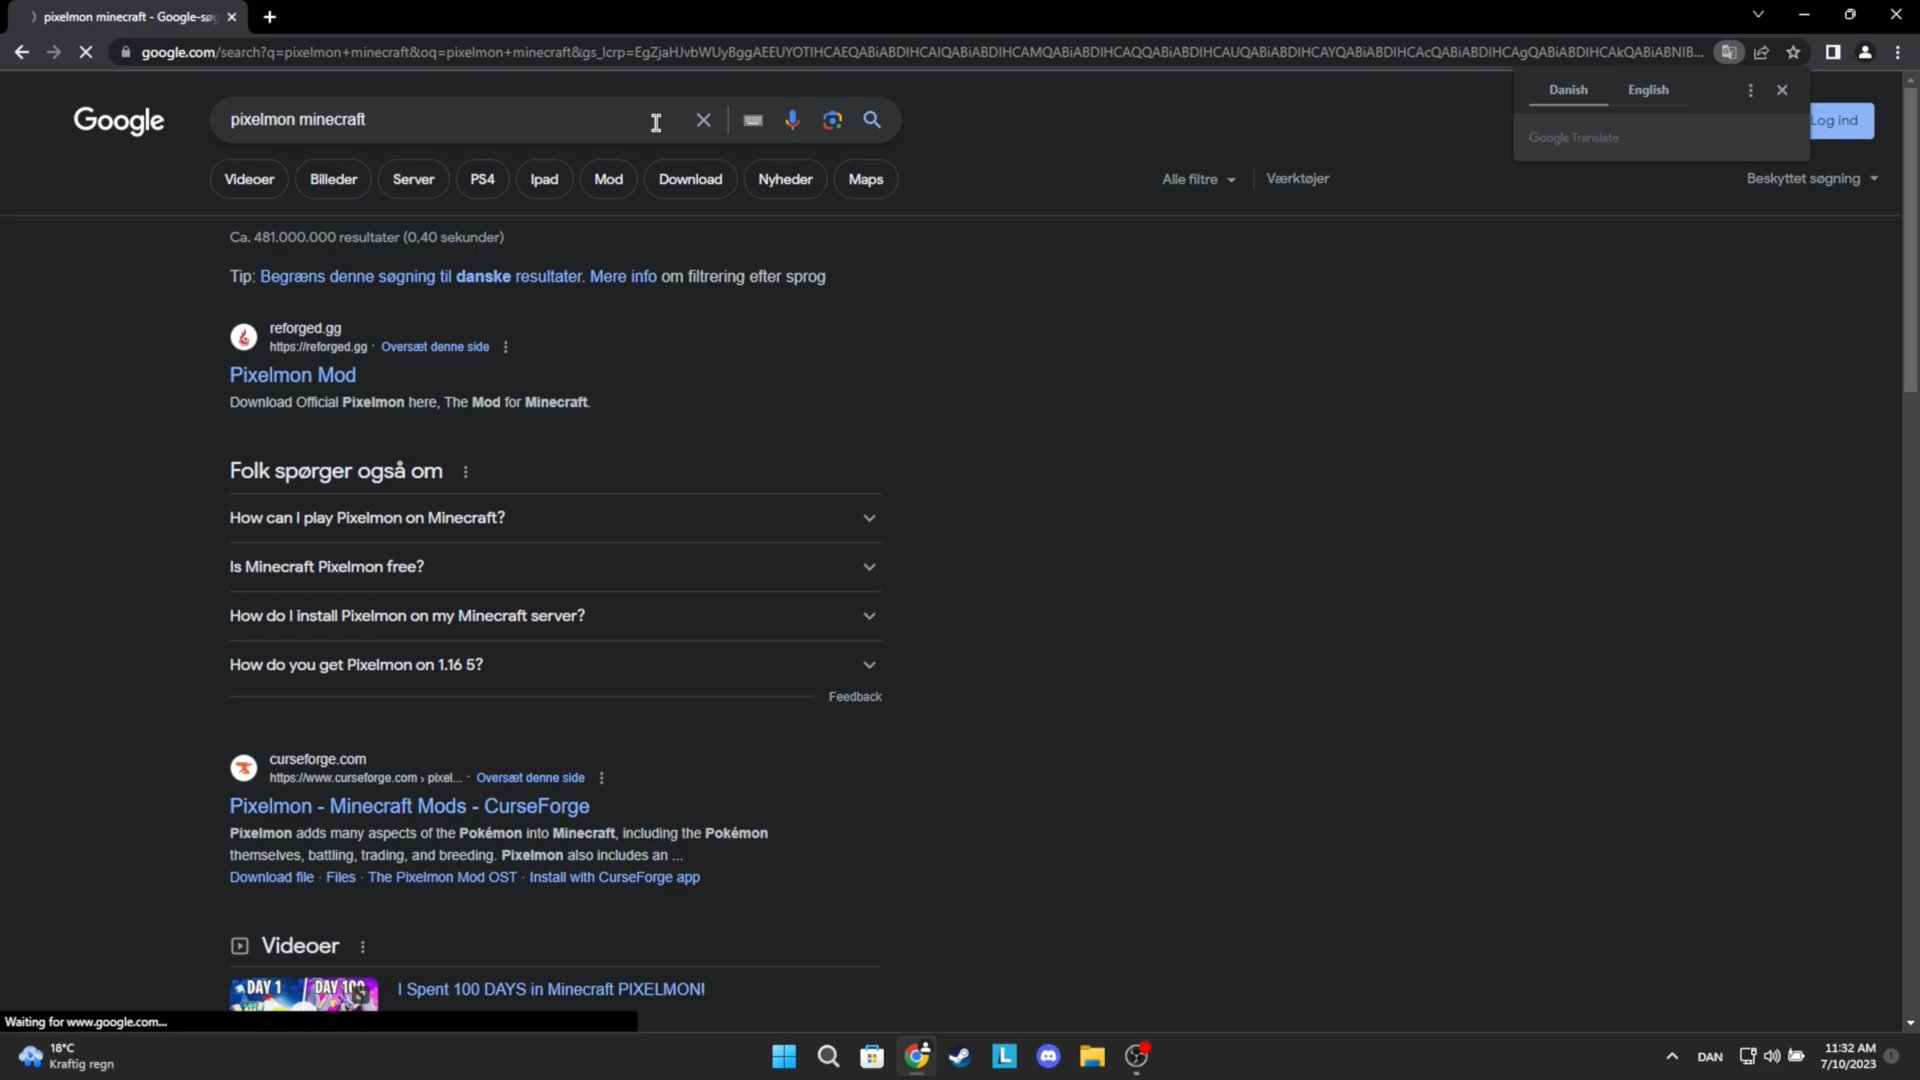 pixelmon minecraft - Google-søg
google.com/search?q=pixelmon+minecraft&oq=pixelmon+minecraft&gs_lcrp=EgZjaHJvbWUyBggAEEUYOTIHCAEQABiABDIHCAIQABiABDIHCAMQABiABDIHCAQQABiABDIHCAUQABiABDIHCAYQABiABDIHCAcQABiABDIHCAgQABiABDIHCAkQABiABNIB...
Danish English
Google Translate
Google
pixelmon minecraft
Log ind
Videoer Billeder Server PS4 Ipad Mod Download Nyheder Maps
Alle filtre Værktøjer
Beskyttet søgning
Ca. 481.000.000 resultater (0,40 sekunder)
Tip: Begræns denne søgning til danske resultater. Mere info om filtrering efter sprog
reforged.gg
https://reforged.gg · Oversæt denne side
Pixelmon Mod
Download Official Pixelmon here, The Mod for Minecraft.
Folk spørger også om
How can I play Pixelmon on Minecraft?
Is Minecraft Pixelmon free?
How do I install Pixelmon on my Minecraft server?
How do you get Pixelmon on 1.16 5?
Feedback
curseforge.com
https://www.curseforge.com › pixel... · Oversæt denne side
Pixelmon - Minecraft Mods - CurseForge
Pixelmon adds many aspects of the Pokémon into Minecraft, including the Pokémon
themselves, battling, trading, and breeding. Pixelmon also includes an ...
Download file · Files · The Pixelmon Mod OST · Install with CurseForge app
Videoer
DAY 1 DAY 100
I Spent 100 DAYS in Minecraft PIXELMON!
Waiting for www.google.com...
18°C
Kraftig regn
L
DAN
11:32 AM
7/10/2023
1